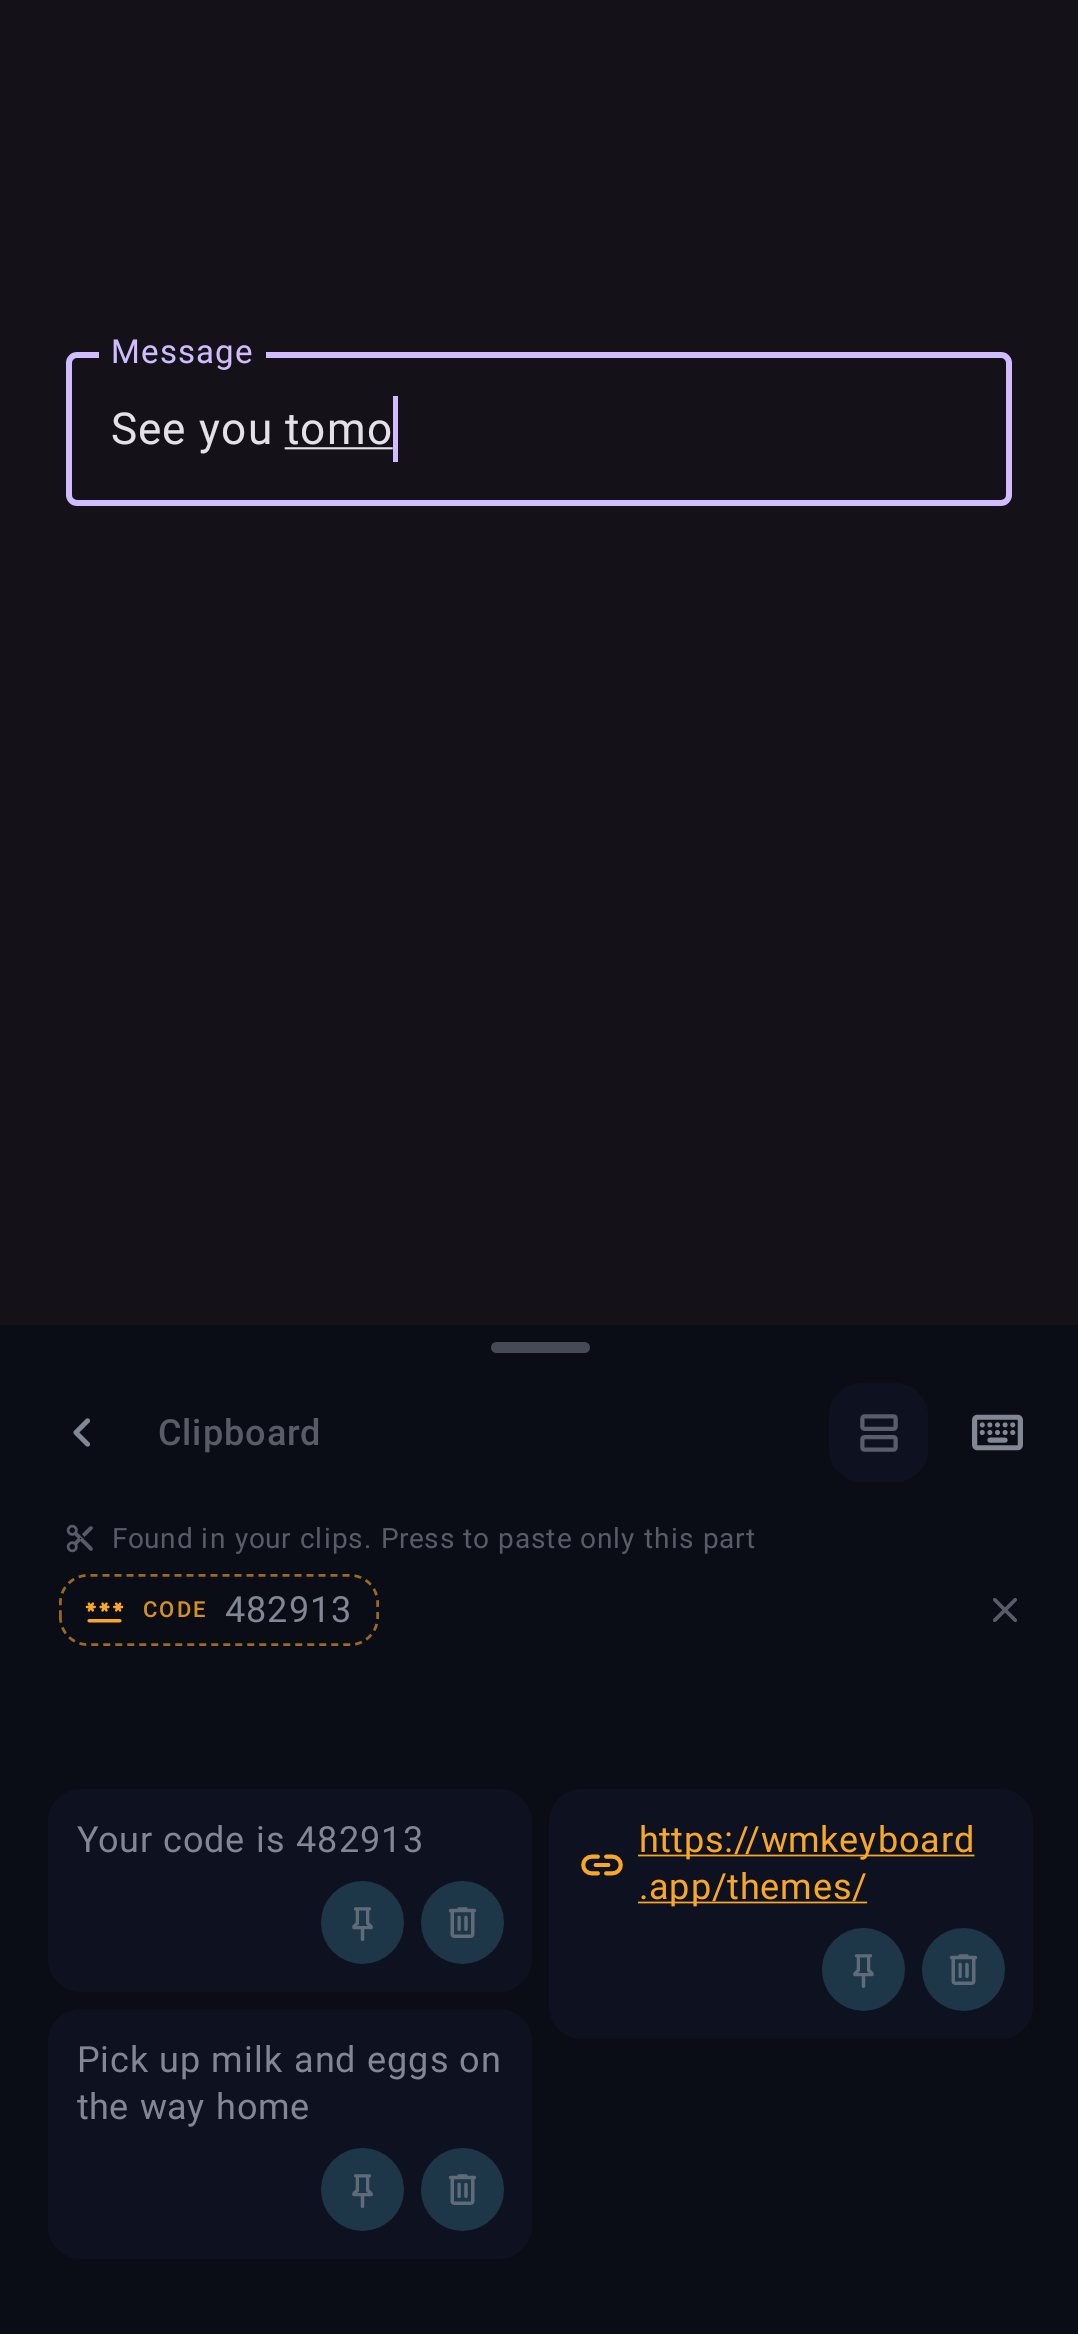 Message
See you tomo
Clipboard
Found in your clips. Press to paste only this part
*** CODE 482913
Your code is 482913
https://wmkeyboard
.app/themes/
Pick up milk and eggs on
the way home